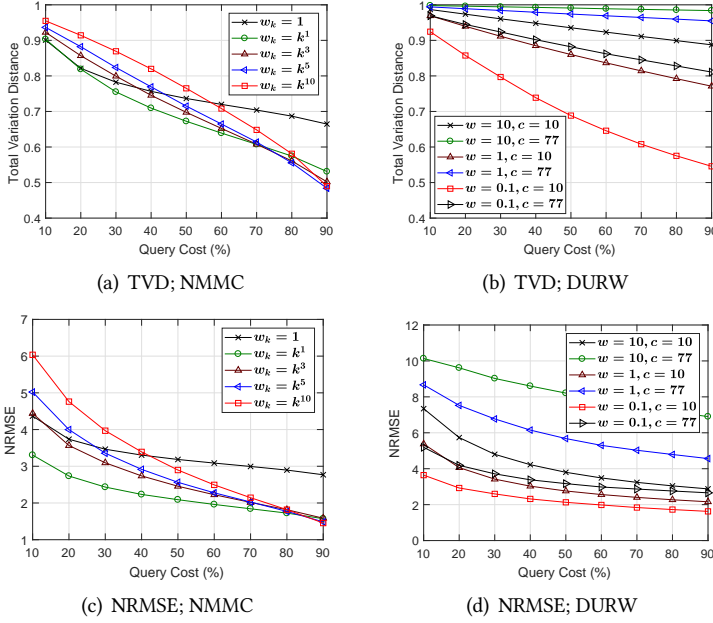 1
0.9
0.8
0.7
0.6
0.5
0.4
Total Variation Distance
10 20 30 40 50 60 70 80 90
Query Cost (%)
w_k = 1
w_k = k^1
w_k = k^3
w_k = k^5
w_k = k^10
(a) TVD; NMMC
1
0.9
0.8
0.7
0.6
0.5
0.4
Total Variation Distance
10 20 30 40 50 60 70 80 90
Query Cost (%)
w = 10, c = 10
w = 10, c = 77
w = 1, c = 10
w = 1, c = 77
w = 0.1, c = 10
w = 0.1, c = 77
(b) TVD; DURW
7
6
5
4
3
2
1
NRMSE
10 20 30 40 50 60 70 80 90
Query Cost (%)
w_k = 1
w_k = k^1
w_k = k^3
w_k = k^5
w_k = k^10
(c) NRMSE; NMMC
12
10
8
6
4
2
0
NRMSE
10 20 30 40 50 60 70 80 90
Query Cost (%)
w = 10, c = 10
w = 10, c = 77
w = 1, c = 10
w = 1, c = 77
w = 0.1, c = 10
w = 0.1, c = 77
(d) NRMSE; DURW